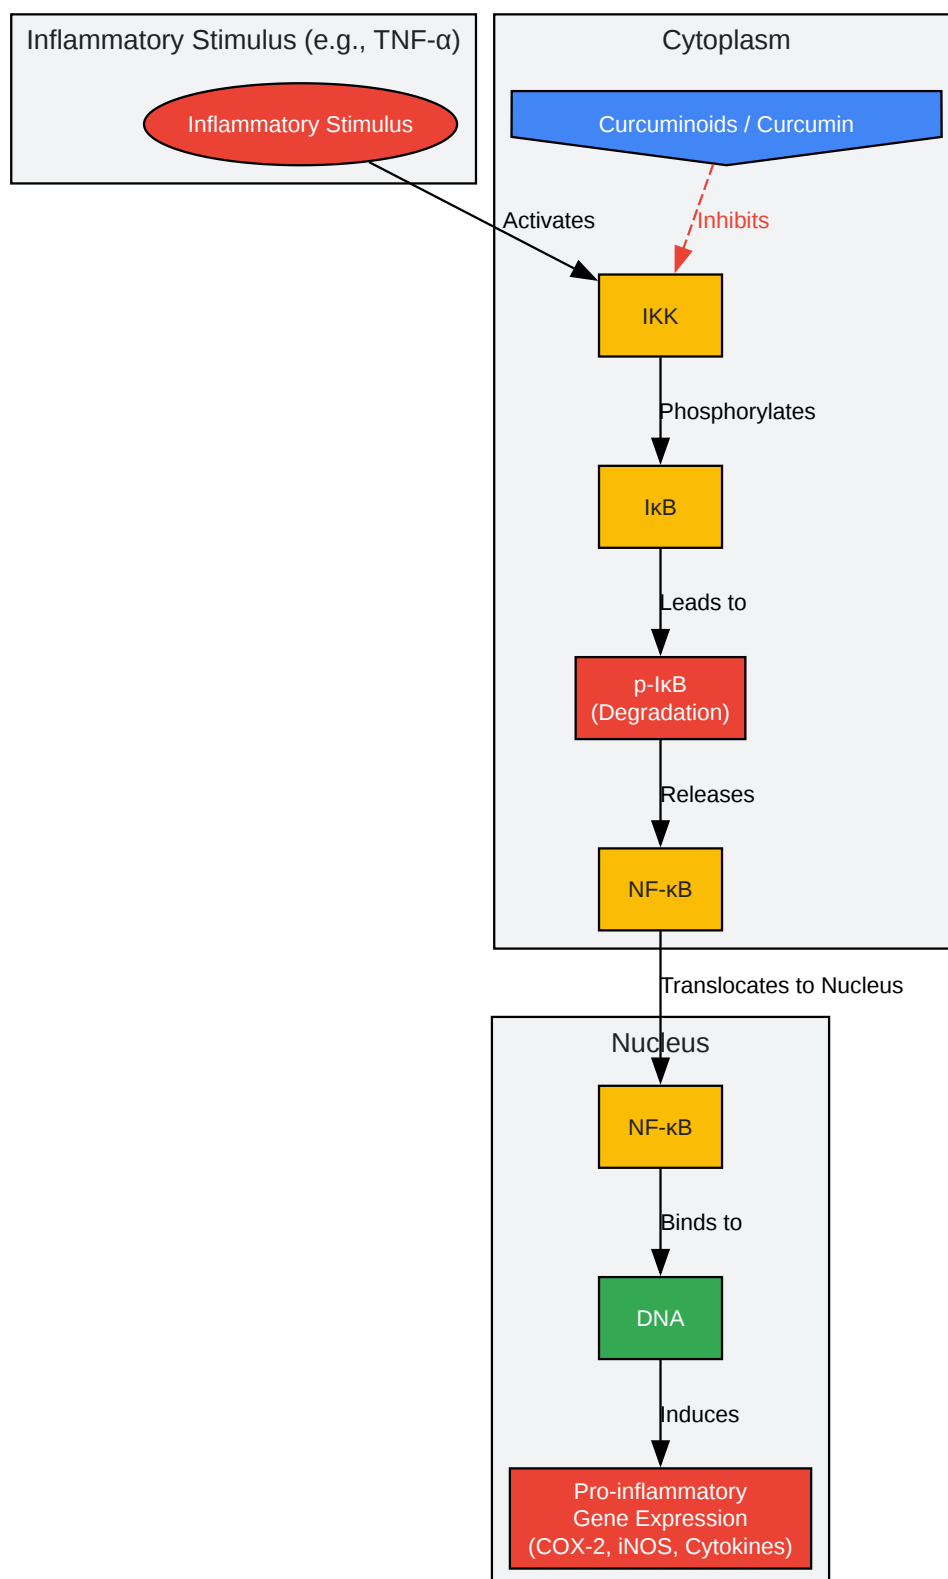 Inflammatory Stimulus (e.g., TNF-α)
Cytoplasm
Inflammatory Stimulus
Curcuminoids / Curcumin
Activates
Inhibits
IKK
Phosphorylates
IκB
Leads to
p-IκB
(Degradation)
Releases
NF-κB
Translocates to Nucleus
Nucleus
NF-κB
Binds to
DNA
Induces
Pro-inflammatory
Gene Expression
(COX-2, iNOS, Cytokines)